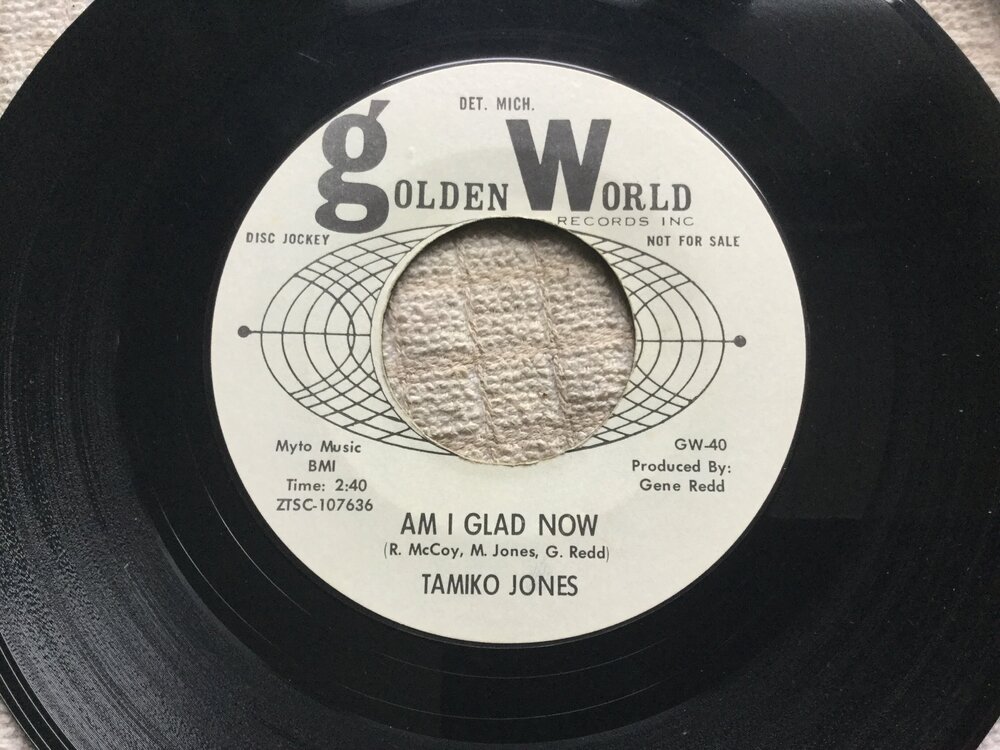 DET. MICH.
gOLDEN WORLD
RECORDS INC
DISC JOCKEY
NOT FOR SALE
Myto Music
BMI
Time: 2:40
ZTSC-107636
GW-40
Produced By:
Gene Redd
AM I GLAD NOW
(R. McCoy, M. Jones, G. Redd)
TAMIKO JONES